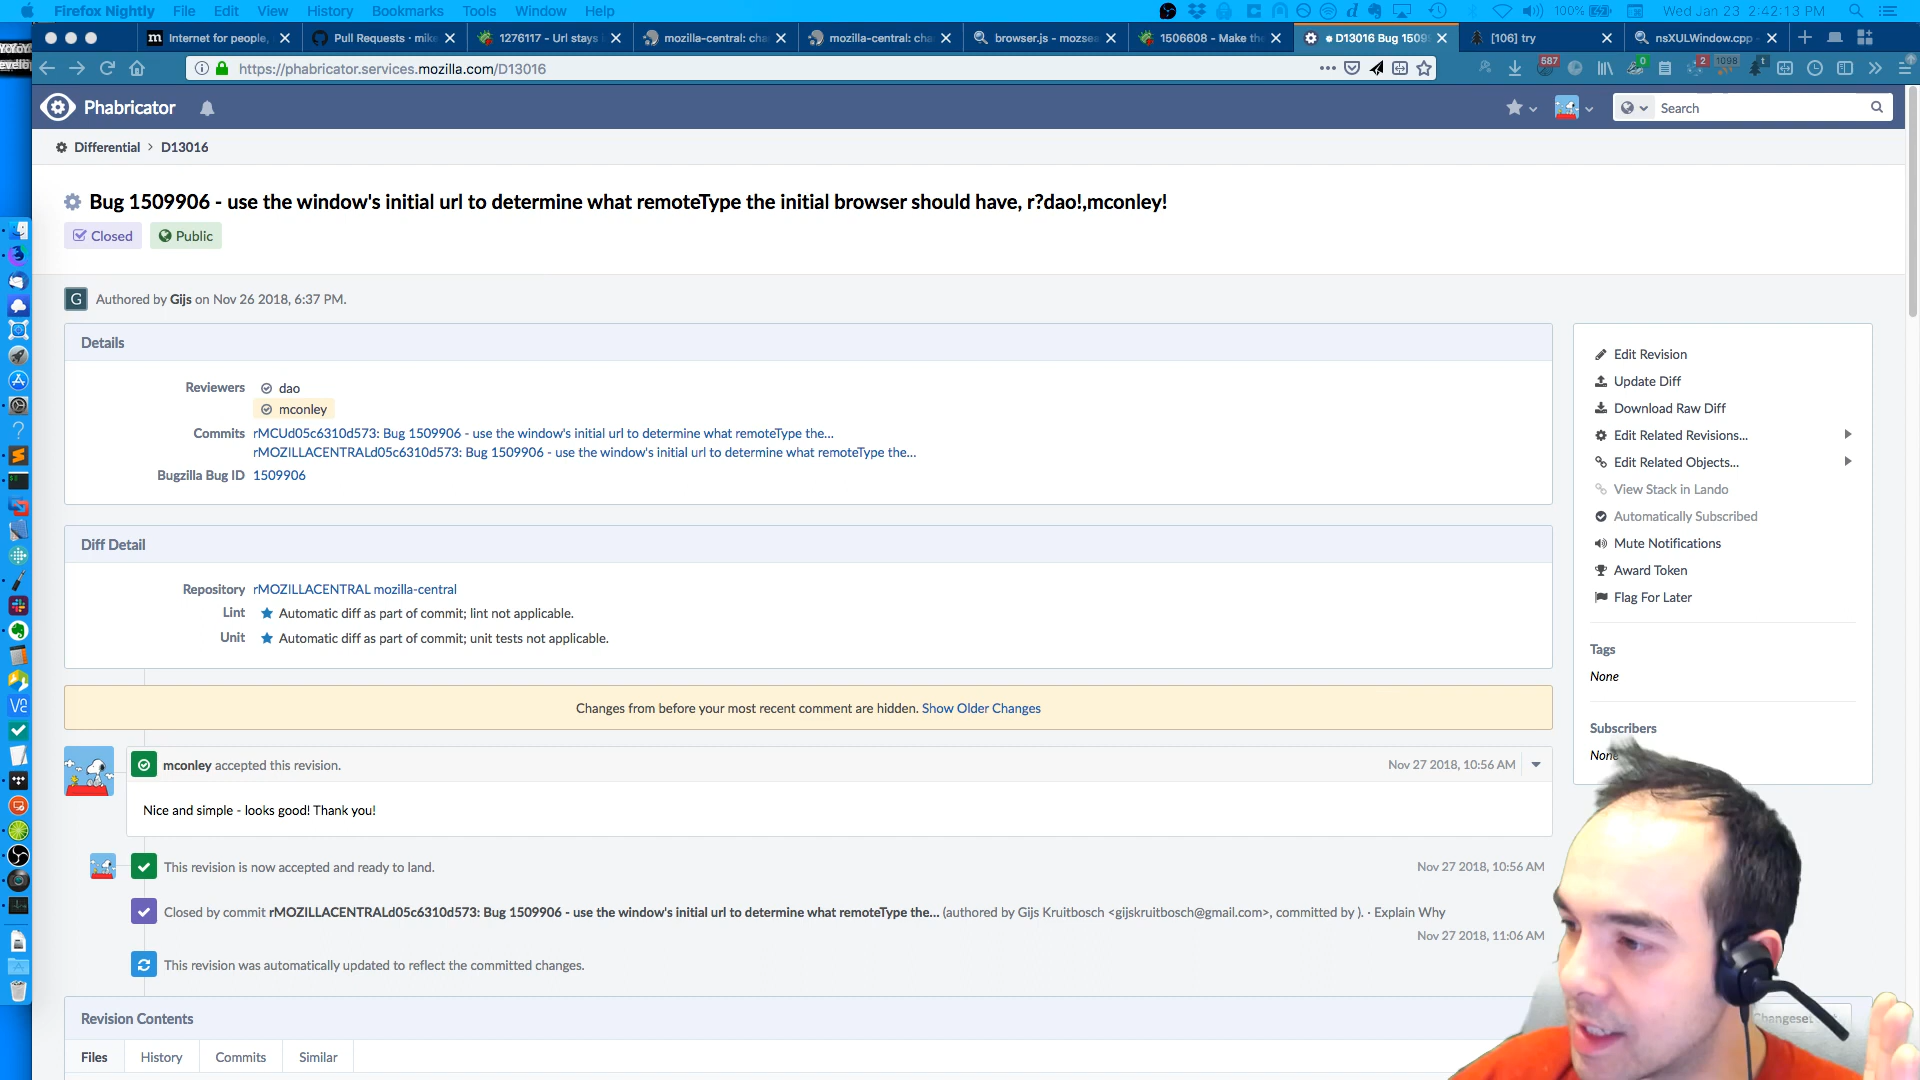 Firefox Nightly File Edit View History Bookmarks Tools Window Help 100% Wed Jan 23 2:42:13 PM
Internet for people, Pull Requests · mik 1276117 - Url stays mozilla-central: cha mozilla-central: cha browser.js - mozsea 1506608 - Make the D13016 Bug 1509 [106] try nsXULWindow.cpp -
https://phabricator.services.mozilla.com/D13016 587 0 2 1098 t
Phabricator Search
Differential > D13016
Bug 1509906 - use the window's initial url to determine what remoteType the initial browser should have, r?dao!,mconley!
Closed Public
G Authored by Gijs on Nov 26 2018, 6:37 PM.
Details
Reviewers dao
mconley
Commits rMCUd05c6310d573: Bug 1509906 - use the window's initial url to determine what remoteType the...
rMOZILLACENTRALd05c6310d573: Bug 1509906 - use the window's initial url to determine what remoteType the...
Bugzilla Bug ID 1509906
Edit Revision
Update Diff
Download Raw Diff
Edit Related Revisions...
Edit Related Objects...
View Stack in Lando
Automatically Subscribed
Mute Notifications
Award Token
Flag For Later
Tags
None
Subscribers
None
Diff Detail
Repository rMOZILLACENTRAL mozilla-central
Lint Automatic diff as part of commit; lint not applicable.
Unit Automatic diff as part of commit; unit tests not applicable.
Changes from before your most recent comment are hidden. Show Older Changes
mconley accepted this revision. Nov 27 2018, 10:56 AM
Nice and simple - looks good! Thank you!
This revision is now accepted and ready to land. Nov 27 2018, 10:56 AM
Closed by commit rMOZILLACENTRALd05c6310d573: Bug 1509906 - use the window's initial url to determine what remoteType the... (authored by Gijs Kruitbosch <gijskruitbosch@gmail.com>, committed by ). · Explain Why
Nov 27 2018, 11:06 AM
This revision was automatically updated to reflect the committed changes.
Revision Contents
Changeset
Files History Commits Similar